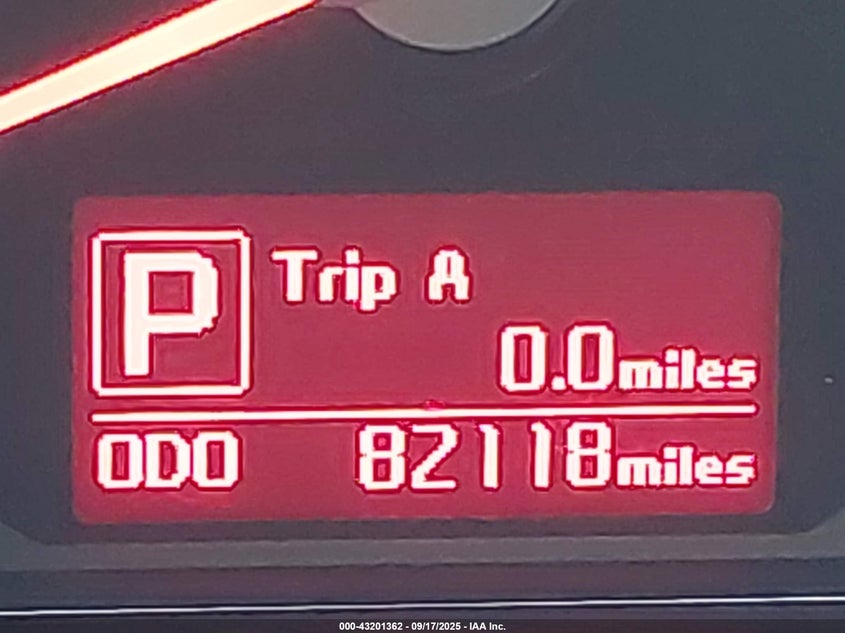 P
Trip A
0.0miles
ODO 82118miles
000-43201362 - 09/17/2025 - IAA Inc.